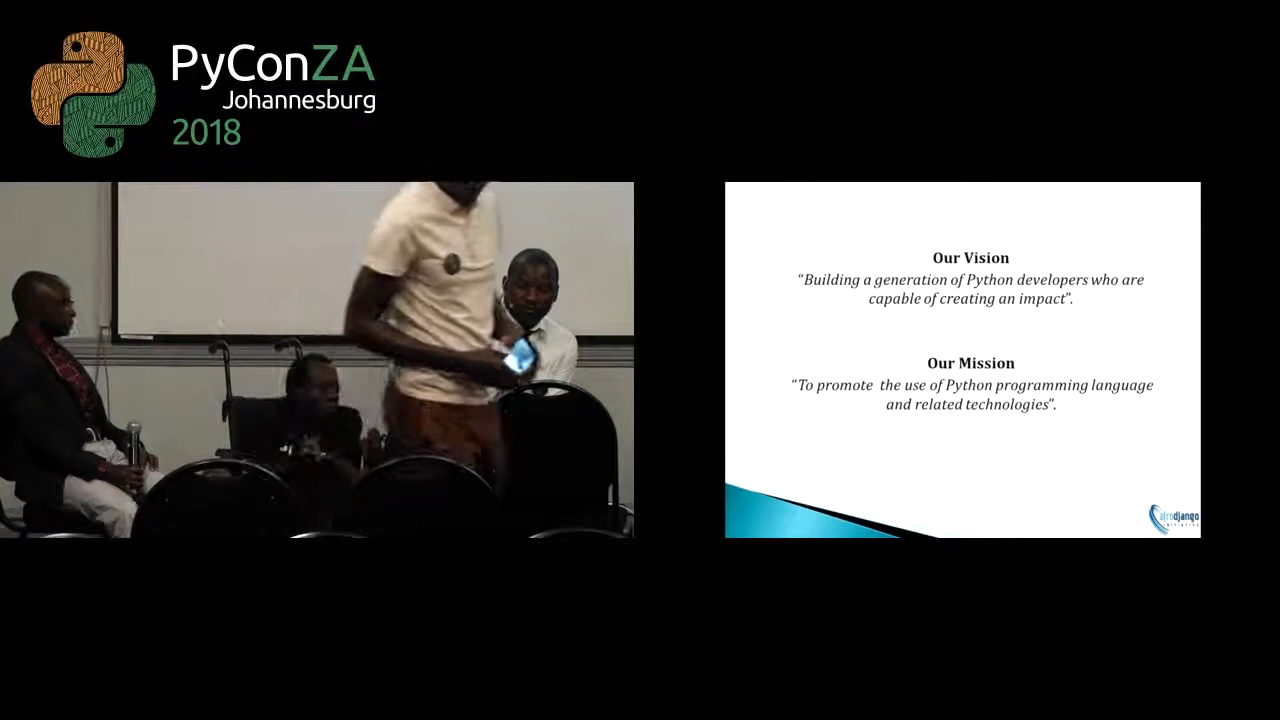 PyConZA
Johannesburg
2018
Our Vision
“Building a generation of Python developers who are
capable of creating an impact”.
Our Mission
“To promote  the use of Python programming language
and related technologies”.
afrodjango
initiative